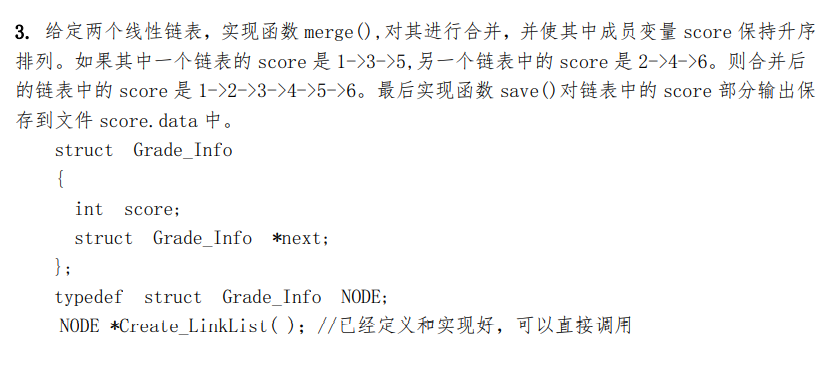 3. 给定两个线性链表，实现函数 merge(),对其进行合并，并使其中成员变量 score 保持升序
排列。如果其中一个链表的 score 是 1->3->5,另一个链表中的 score 是 2->4->6。则合并后
的链表中的 score 是 1->2->3->4->5->6。最后实现函数 save()对链表中的 score 部分输出保
存到文件 score.data 中。
struct Grade_Info
{
int score;
struct Grade_Info *next;
};
typedef struct Grade_Info NODE;
NODE *Create_LinkList( ); //已经定义和实现好，可以直接调用